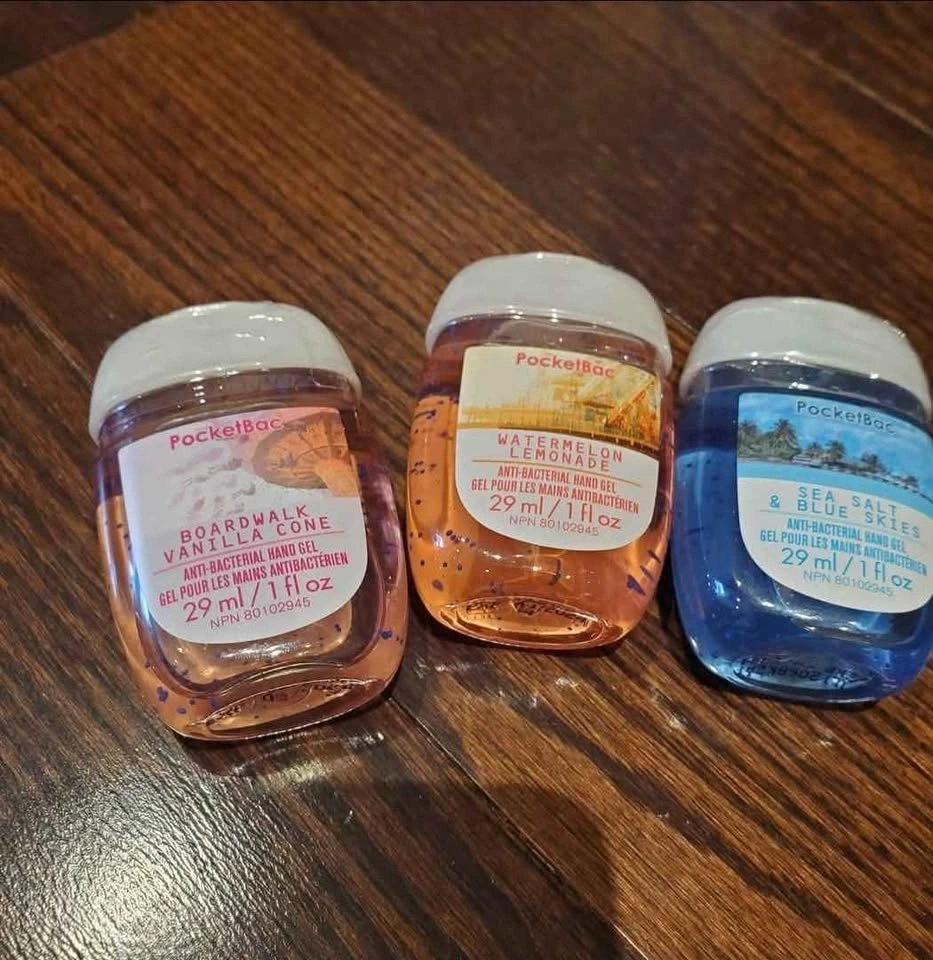 PocketBac
BOARDWALK
VANILLA CONE
ANTI-BACTERIAL HAND GEL
GEL POUR LES MAINS ANTIBACTÉRIEN
29 ml / 1 fl oz
NPN 80102945
PocketBac
WATERMELON
LEMONADE
ANTI-BACTERIAL HAND GEL
GEL POUR LES MAINS ANTIBACTÉRIEN
29 ml / 1 fl oz
NPN 80102945
PocketBac
SEA SALT
& BLUE SKIES
ANTI-BACTERIAL HAND GEL
GEL POUR LES MAINS ANTIBACTÉRIEN
29 ml / 1 fl oz
NPN 80102945